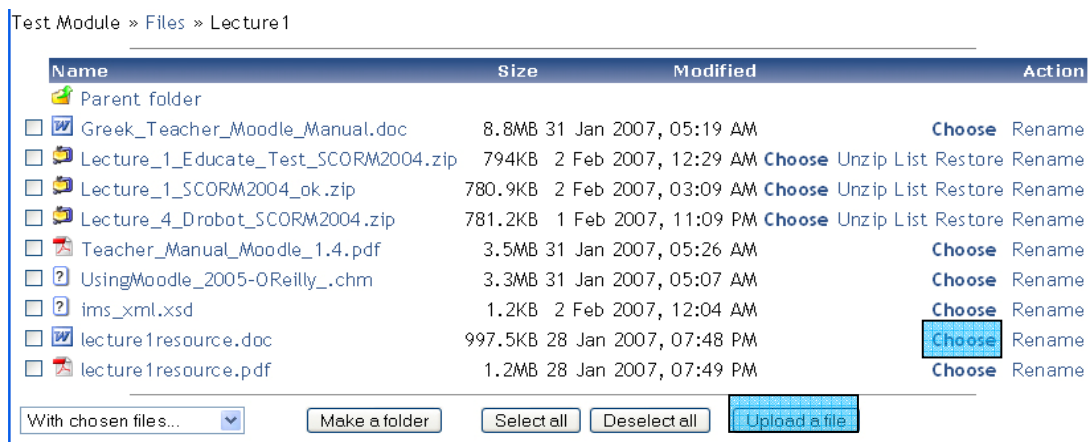 Test Module » Files » Lecture1
Name Size Modified Action
Parent folder
Greek_Teacher_Moodle_Manual.doc 8.8MB 31 Jan 2007, 05:19 AM Choose Rename
Lecture_1_Educate_Test_SCORM2004.zip 794KB 2 Feb 2007, 12:29 AM Choose Unzip List Restore Rename
Lecture_1_SCORM2004_ok.zip 780.9KB 2 Feb 2007, 03:09 AM Choose Unzip List Restore Rename
Lecture_4_Drobot_SCORM2004.zip 781.2KB 1 Feb 2007, 11:09 PM Choose Unzip List Restore Rename
Teacher_Manual_Moodle_1.4.pdf 3.5MB 31 Jan 2007, 05:26 AM Choose Rename
UsingMoodle_2005-OReilly_.chm 3.3MB 31 Jan 2007, 05:07 AM Choose Rename
ims_xml.xsd 1.2KB 2 Feb 2007, 12:04 AM Choose Rename
lecture1resource.doc 997.5KB 28 Jan 2007, 07:48 PM Choose Rename
lecture1resource.pdf 1.2MB 28 Jan 2007, 07:49 PM Choose Rename
With chosen files... Make a folder Select all Deselect all Upload a file